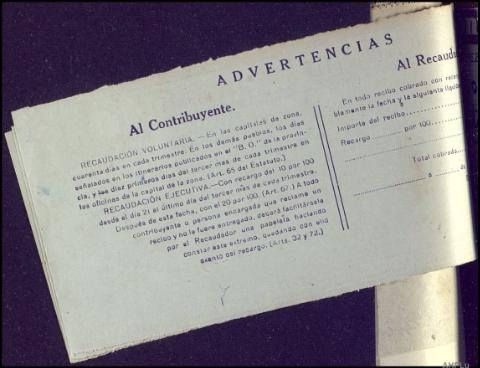 ADVERTENCIAS
Al Contribuyente.
RECAUDACIÓN VOLUNTARIA. — En las capitales de zona,
cuarenta días en cada trimestre. En los demás pueblos, los días
señalados en los itinerarios publicados en el "B. O." de la provin-
cia, y los diez primeros días del tercer mes de cada trimestre en
las oficinas de la capital de la zona. (Art. 65 del Estatuto.)
RECAUDACIÓN EJECUTIVA.—Con recargo del 10 por 100
desde el día 21 al último día del tercer mes de cada trimestre.
Después de esta fecha, con el 20 por 100. (Art. 67.) A todo
contribuyente o persona encargada que reclame un
recibo y no le fuere entregado, deberá facilitársele
por el Recaudador una papeleta haciendo
constar este extremo, quedando con ello
exento del recargo. (Arts. 32 y 72.)
Al Recauda
En todo recibo cobrado con reca
blemente la fecha y la siguiente liquid
Importe del recibo
Recargo por 100
Total cobrado
a de